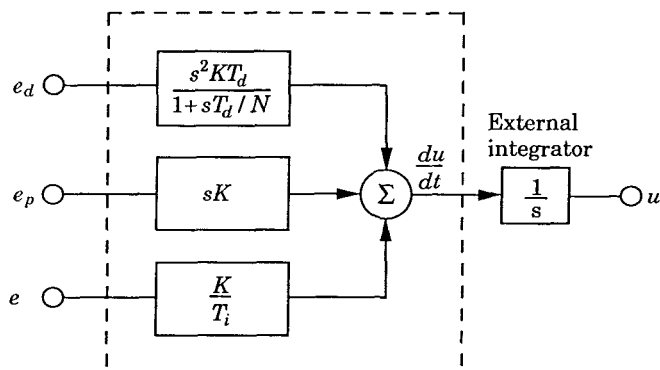 e_d
s^2KT_d
1+sT_d/N
External
integrator
du
dt
e_p
sK
Σ
1
s
u
e
K
T_i